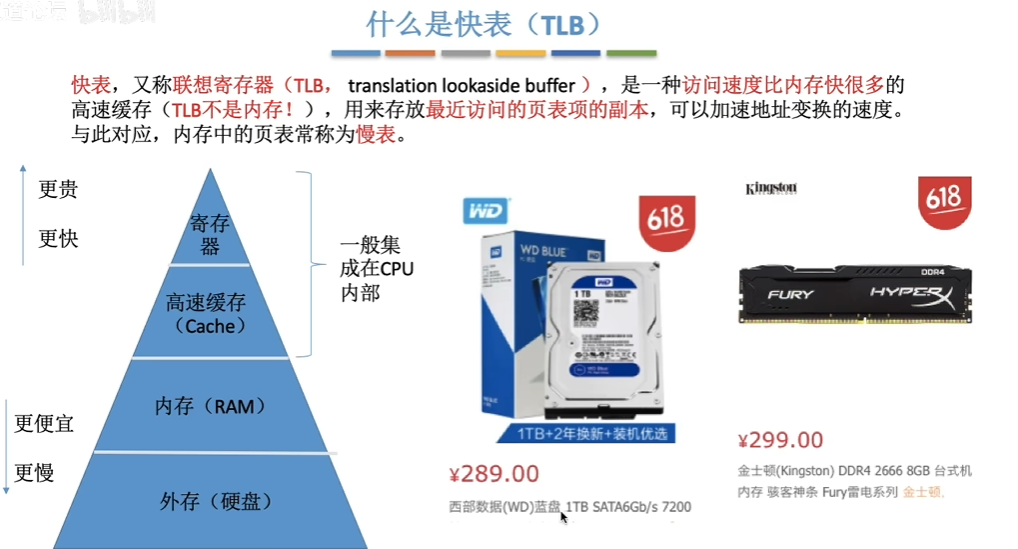 什么是快表（TLB）
快表，又称联想寄存器（TLB， translation lookaside buffer ），是一种访问速度比内存快很多的
高速缓存（TLB不是内存！），用来存放最近访问的页表项的副本，可以加速地址变换的速度。
与此对应，内存中的页表常称为慢表。
更贵
更快
寄存
器
高速缓存
（Cache）
一般集
成在CPU
内部
内存（RAM）
更便宜
更慢
外存（硬盘）
WD
618
WD BLUE
WD
1 TB
WD Blue
1TB+2年换新+装机优选
¥289.00
西部数据(WD)蓝盘 1TB SATA6Gb/s 7200
Kingston
618
DDR4
FURY
HYPERX
¥299.00
金士顿(Kingston) DDR4 2666 8GB 台式机
内存 骇客神条 Fury雷电系列 金士顿,
bilibili